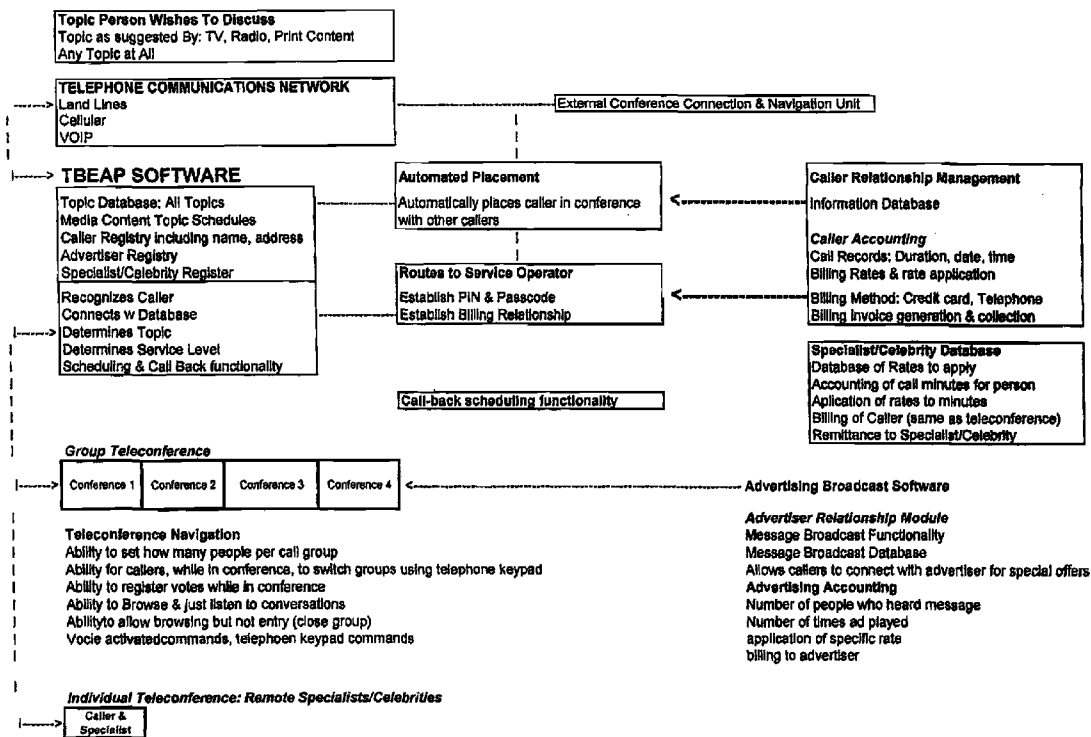 Topic Person Wishes To Discuss
Topic as suggested By: TV, Radio, Print Content
Any Topic at All
TELEPHONE COMMUNICATIONS NETWORK
Land Lines
Cellular
VOIP
External Conference Connection & Navigation Unit
TBEAP SOFTWARE
Topic Database: All Topics
Media Content Topic Schedules
Caller Registry including name, address
Advertiser Registry
Specialist/Celebrity Register
Recognizes Caller
Connects w Database
Determines Topic
Determines Service Level
Scheduling & Call Back functionality
Automated Placement
Automatically places caller in conference
with other callers
Routes to Service Operator
Establish PIN & Passcode
Establish Billing Relationship
Call-back scheduling functionality
Caller Relationship Management
Information Database
Caller Accounting
Call Records: Duration, date, time
Billing Rates & rate application
Billing Method: Credit card, Telephone
Billing Invoice generation & collection
Specialist/Celebrity Database
Database of Rates to apply
Accounting of call minutes for person
Aplication of rates to minutes
Billing of Caller (same as teleconference)
Remittance to Specialist/Celebrity
Group Teleconference
Conference 1
Conference 2
Conference 3
Conference 4
Teleconference Navigation
Ability to set how many people per call group
Ability for callers, while in conference, to switch groups using telephone keypad
Ability to register votes while in conference
Ability to Browse & just listen to conversations
Abilityto allow browsing but not entry (close group)
Vocie activatedcommands, telephoen keypad commands
Advertising Broadcast Software
Advertiser Relationship Module
Message Broadcast Functionality
Message Broadcast Database
Allows callers to connect with advertiser for special offers
Advertising Accounting
Number of people who heard message
Number of times ad played
application of specific rate
billing to advertiser
Individual Teleconference: Remote Specialists/Celebrities
Caller &
Specialist